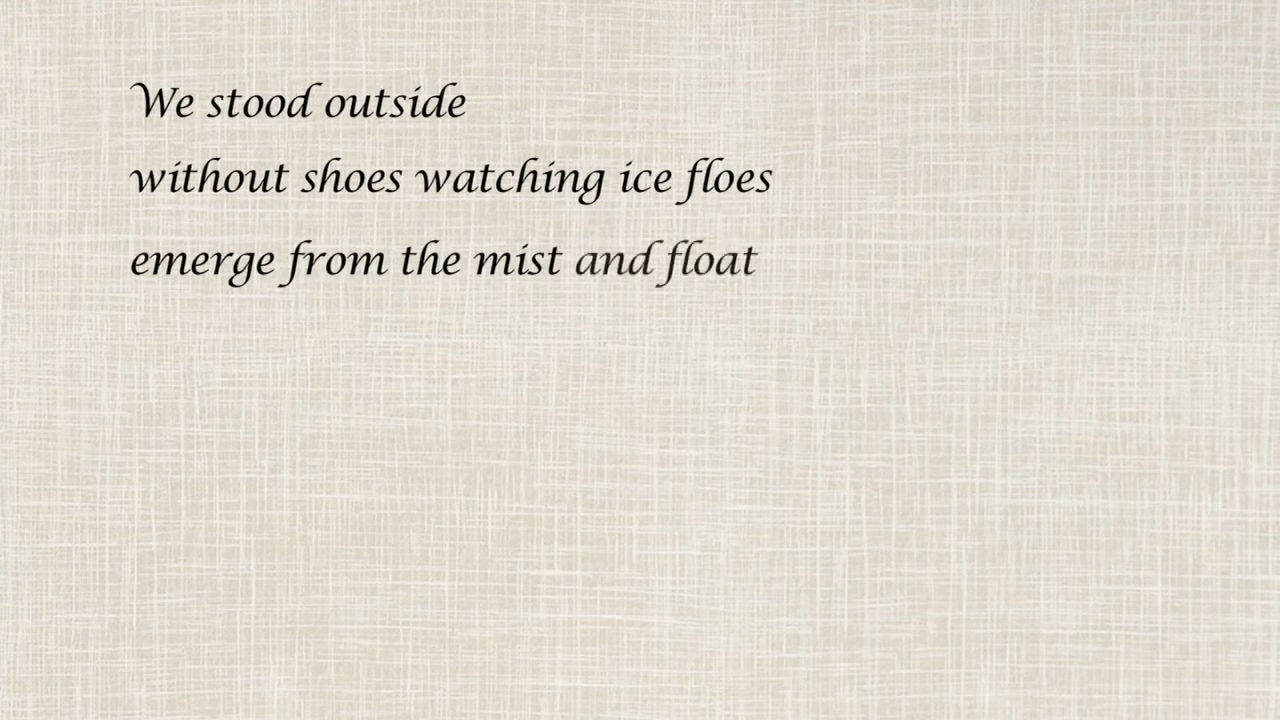 We stood outside
without shoes watching ice floes
emerge from the mist and float